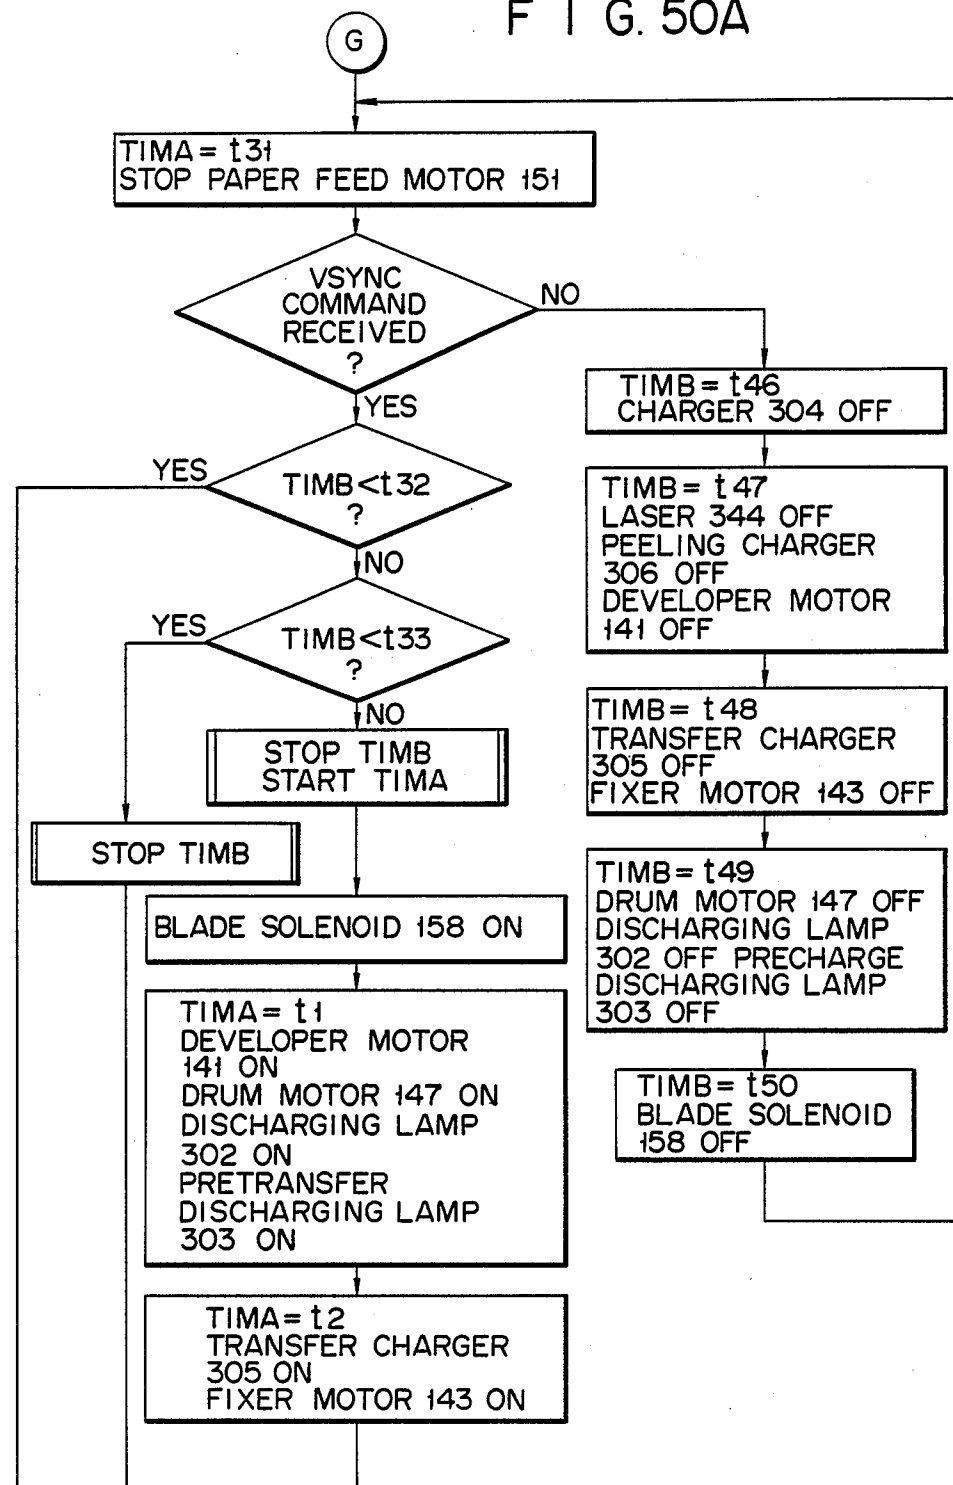 F I G. 50A
G
TIMA = t31
STOP PAPER FEED MOTOR 151
VSYNC
COMMAND
RECEIVED
?
NO
YES
TIMB = t46
CHARGER 304 OFF
YES
TIMB < t32
?
NO
TIMB = t47
LASER 344 OFF
PEELING CHARGER
306 OFF
DEVELOPER MOTOR
141 OFF
YES
TIMB < t33
?
NO
STOP TIMB
START TIMA
TIMB = t48
TRANSFER CHARGER
305 OFF
FIXER MOTOR 143 OFF
STOP TIMB
TIMB = t49
DRUM MOTOR 147 OFF
DISCHARGING LAMP
302 OFF PRECHARGE
DISCHARGING LAMP
303 OFF
BLADE SOLENOID 158 ON
TIMA = t1
DEVELOPER MOTOR
141 ON
DRUM MOTOR 147 ON
DISCHARGING LAMP
302 ON
PRETRANSFER
DISCHARGING LAMP
303 ON
TIMB = t50
BLADE SOLENOID
158 OFF
TIMA = t2
TRANSFER CHARGER
305 ON
FIXER MOTOR 143 ON